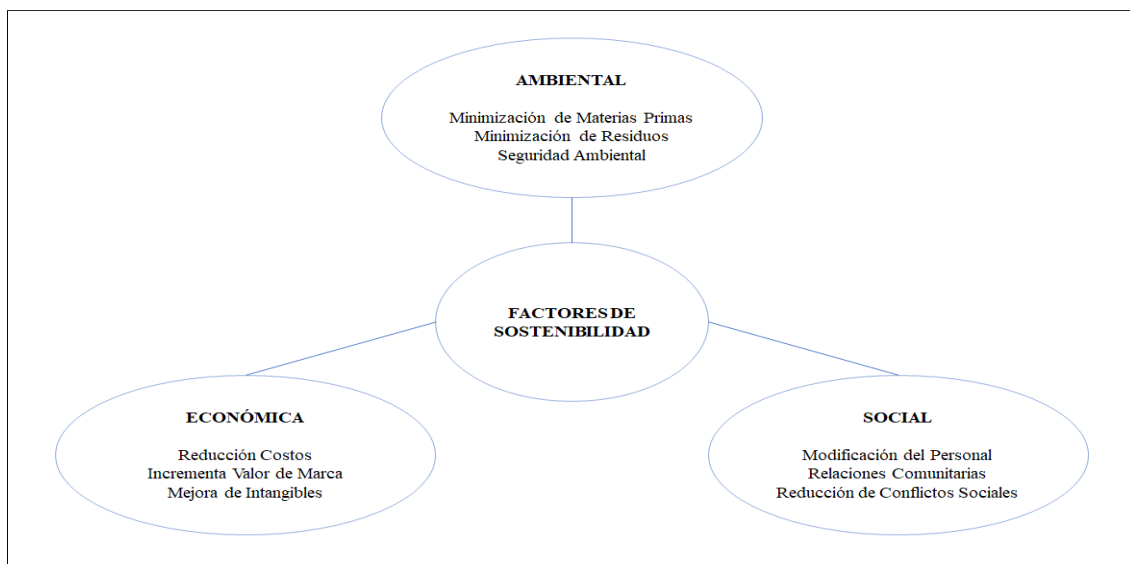 AMBIENTAL
Minimización de Materias Primas
Minimización de Residuos
Seguridad Ambiental
FACTORES DE
SOSTENIBILIDAD
ECONÓMICA
Reducción Costos
Incrementa Valor de Marca
Mejora de Intangibles
SOCIAL
Modificación del Personal
Relaciones Comunitarias
Reducción de Conflictos Sociales